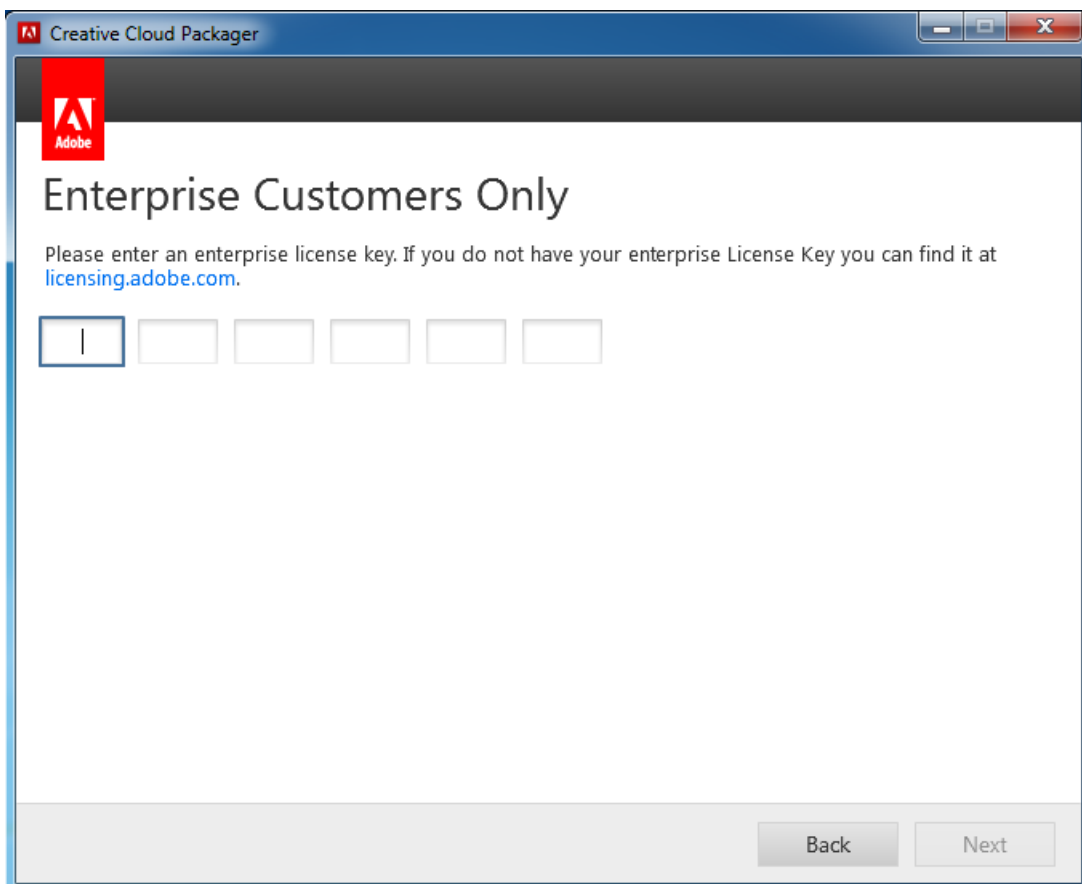 Creative Cloud Packager
Adobe
Enterprise Customers Only
Please enter an enterprise license key. If you do not have your enterprise License Key you can find it at
licensing.adobe.com.
Back
Next